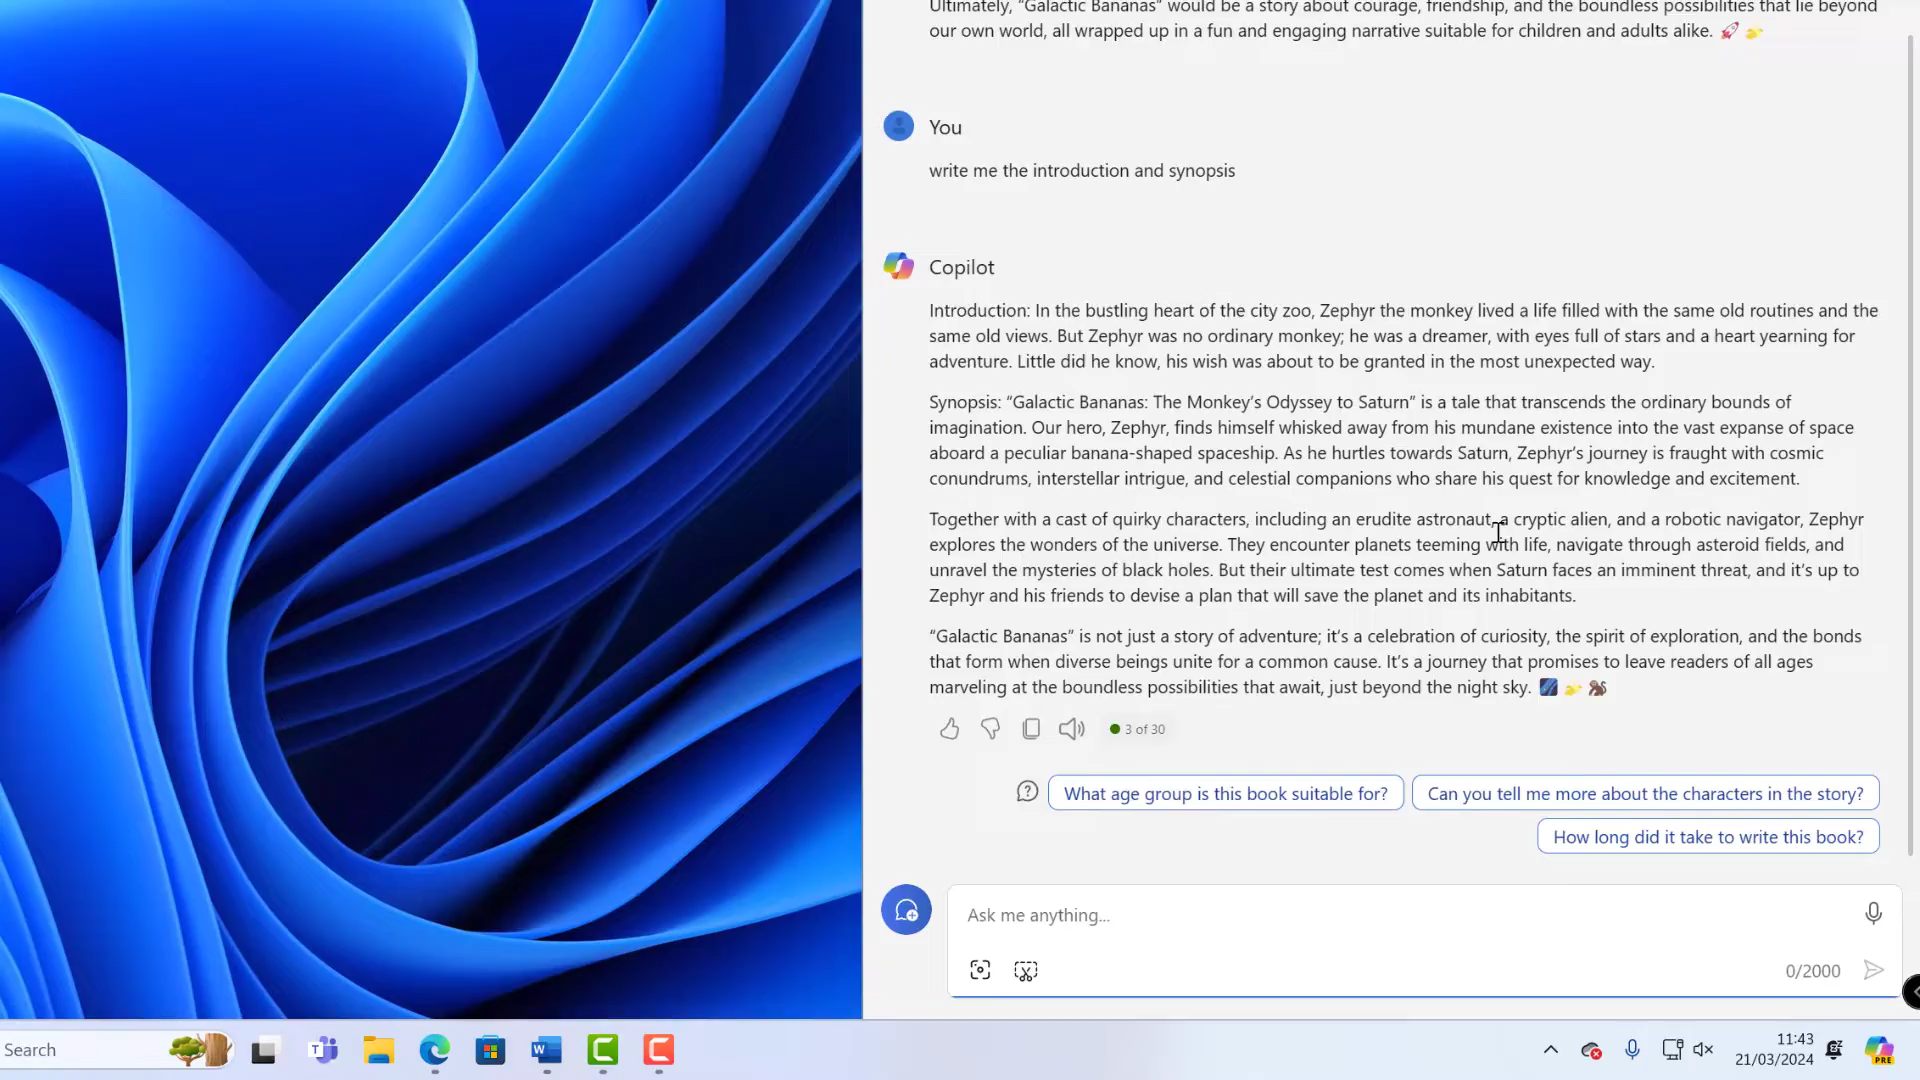 Ultimately, “Galactic Bananas” would be a story about courage, friendship, and the boundless possibilities that lie beyond
our own world, all wrapped up in a fun and engaging narrative suitable for children and adults alike. 🚀 🍌
You
write me the introduction and synopsis
Copilot
Introduction: In the bustling heart of the city zoo, Zephyr the monkey lived a life filled with the same old routines and the
same old views. But Zephyr was no ordinary monkey; he was a dreamer, with eyes full of stars and a heart yearning for
adventure. Little did he know, his wish was about to be granted in the most unexpected way.
Synopsis: “Galactic Bananas: The Monkey’s Odyssey to Saturn” is a tale that transcends the ordinary bounds of
imagination. Our hero, Zephyr, finds himself whisked away from his mundane existence into the vast expanse of space
aboard a peculiar banana-shaped spaceship. As he hurtles towards Saturn, Zephyr’s journey is fraught with cosmic
conundrums, interstellar intrigue, and celestial companions who share his quest for knowledge and excitement.
Together with a cast of quirky characters, including an erudite astronaut, a cryptic alien, and a robotic navigator, Zephyr
explores the wonders of the universe. They encounter planets teeming with life, navigate through asteroid fields, and
unravel the mysteries of black holes. But their ultimate test comes when Saturn faces an imminent threat, and it’s up to
Zephyr and his friends to devise a plan that will save the planet and its inhabitants.
“Galactic Bananas” is not just a story of adventure; it’s a celebration of curiosity, the spirit of exploration, and the bonds
that form when diverse beings unite for a common cause. It’s a journey that promises to leave readers of all ages
marveling at the boundless possibilities that await, just beyond the night sky. 🌌 🍌 🐒
3 of 30
What age group is this book suitable for?
Can you tell me more about the characters in the story?
How long did it take to write this book?
Ask me anything...
0/2000
Search
11:43
21/03/2024
PRE